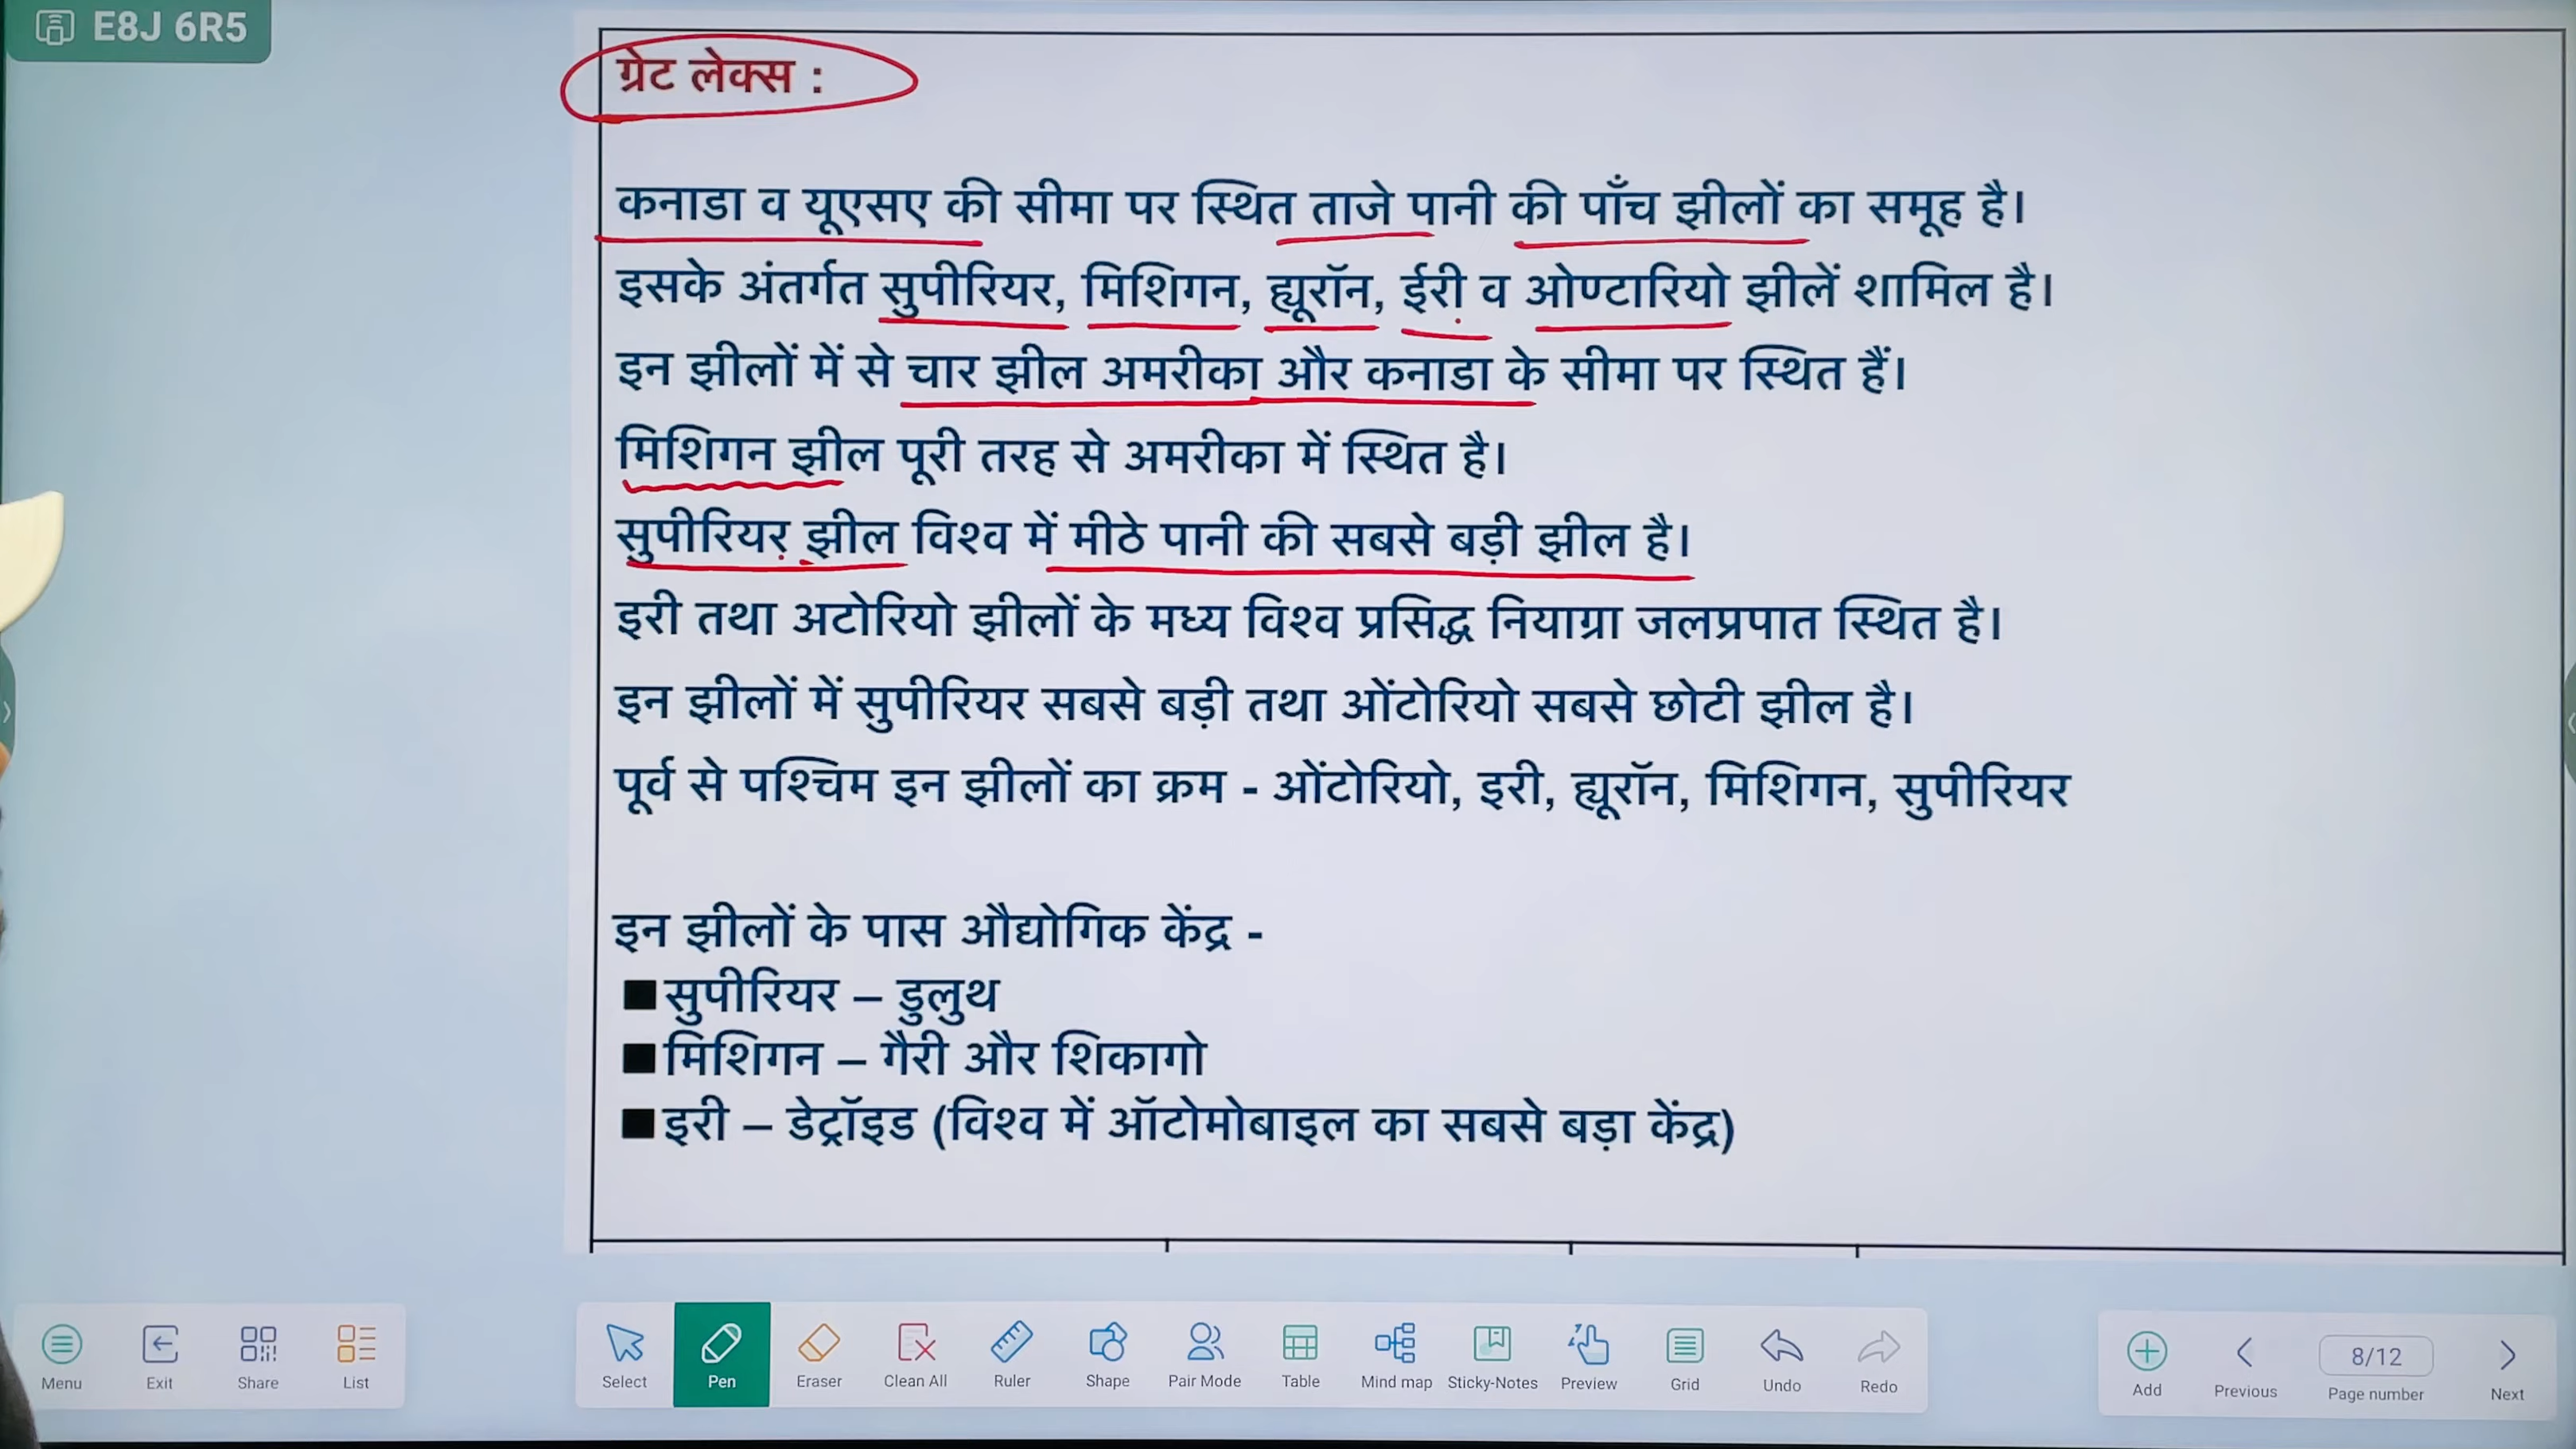 E8J 6R5
ग्रेट लेक्स :
कनाडा व यूएसए की सीमा पर स्थित ताजे पानी की पाँच झीलों का समूह है।
इसके अंतर्गत सुपीरियर, मिशिगन, ह्यूरॉन, ईरी व ओण्टारियो झीलें शामिल है।
इन झीलों में से चार झील अमरीका और कनाडा के सीमा पर स्थित हैं।
मिशिगन झील पूरी तरह से अमरीका में स्थित है।
सुपीरियर झील विश्व में मीठे पानी की सबसे बड़ी झील है।
इरी तथा अटोरियो झीलों के मध्य विश्व प्रसिद्ध नियाग्रा जलप्रपात स्थित है।
इन झीलों में सुपीरियर सबसे बड़ी तथा ओंटोरियो सबसे छोटी झील है।
पूर्व से पश्चिम इन झीलों का क्रम - ओंटोरियो, इरी, ह्यूरॉन, मिशिगन, सुपीरियर
इन झीलों के पास औद्योगिक केंद्र -
■ सुपीरियर – डुलुथ
■ मिशिगन – गैरी और शिकागो
■ इरी – डेट्रॉइड (विश्व में ऑटोमोबाइल का सबसे बड़ा केंद्र)
Menu Exit Share List Select Pen Eraser Clean All Ruler Shape Pair Mode Table Mind map Sticky-Notes Preview Grid Undo Redo Add Previous 8/12 Page number Next